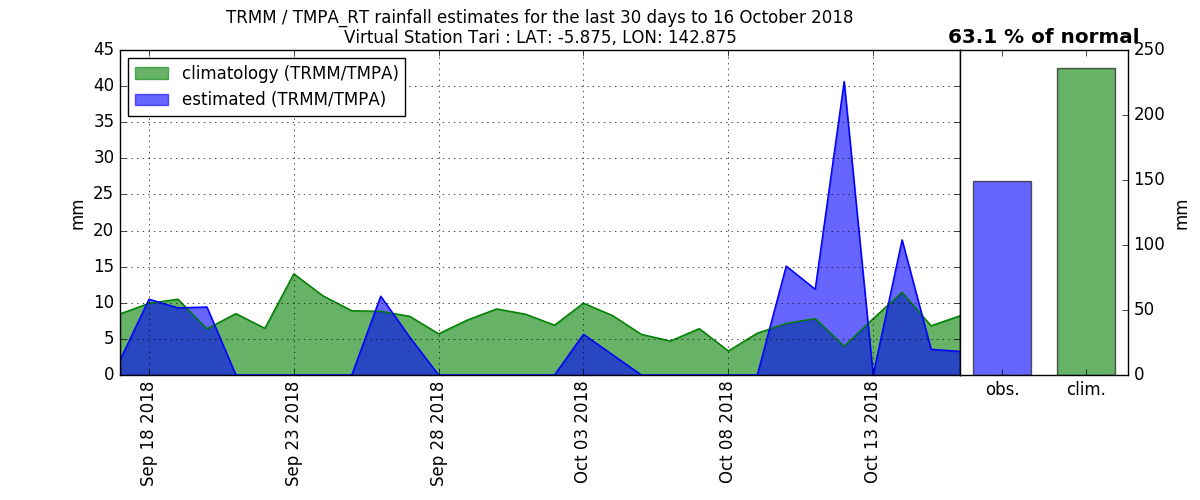 TRMM / TMPA_RT rainfall estimates for the last 30 days to 16 October 2018
Virtual Station Tari : LAT: -5.875, LON: 142.875
63.1 % of normal
climatology (TRMM/TMPA)
estimated (TRMM/TMPA)
mm
45
40
35
30
25
20
15
10
5
0
Sep 18 2018
Sep 23 2018
Sep 28 2018
Oct 03 2018
Oct 08 2018
Oct 13 2018
obs.
clim.
250
200
150
100
50
0
mm